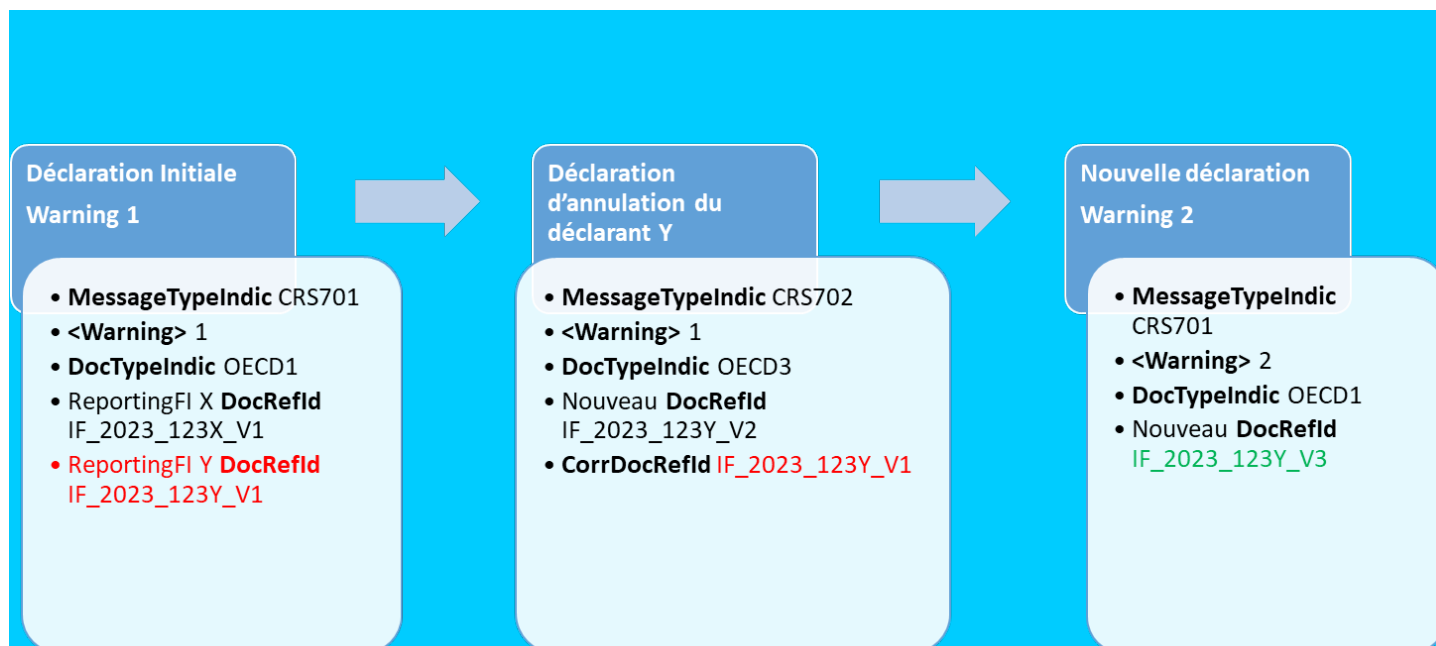 Déclaration Initiale
Warning 1
• MessageTypeIndic CRS701
• <Warning> 1
• DocTypeIndic OECD1
• ReportingFI X DocRefId
IF_2023_123X_V1
• ReportingFI Y DocRefId
IF_2023_123Y_V1
Déclaration
d’annulation du
déclarant Y
• MessageTypeIndic CRS702
• <Warning> 1
• DocTypeIndic OECD3
• Nouveau DocRefId
IF_2023_123Y_V2
• CorrDocRefId IF_2023_123Y_V1
Nouvelle déclaration
Warning 2
• MessageTypeIndic
CRS701
• <Warning> 2
• DocTypeIndic OECD1
• Nouveau DocRefId
IF_2023_123Y_V3